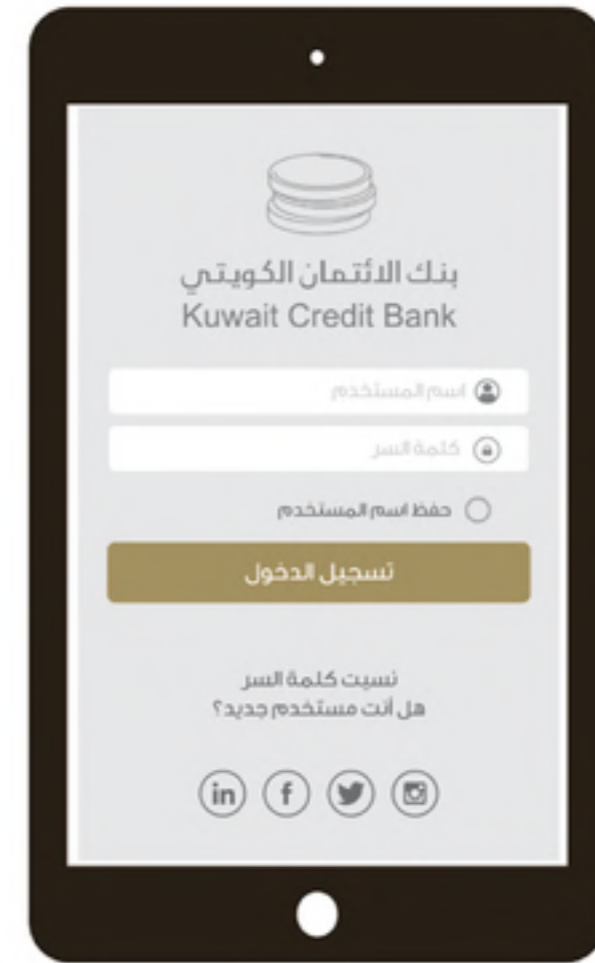 بنك الائتمان الكويتي
Kuwait Credit Bank
اسم المستخدم
كلمة السر
حفظ اسم المستخدم
تسجيل الدخول
نسيت كلمة السر
هل أنت مستخدم جديد؟
in f